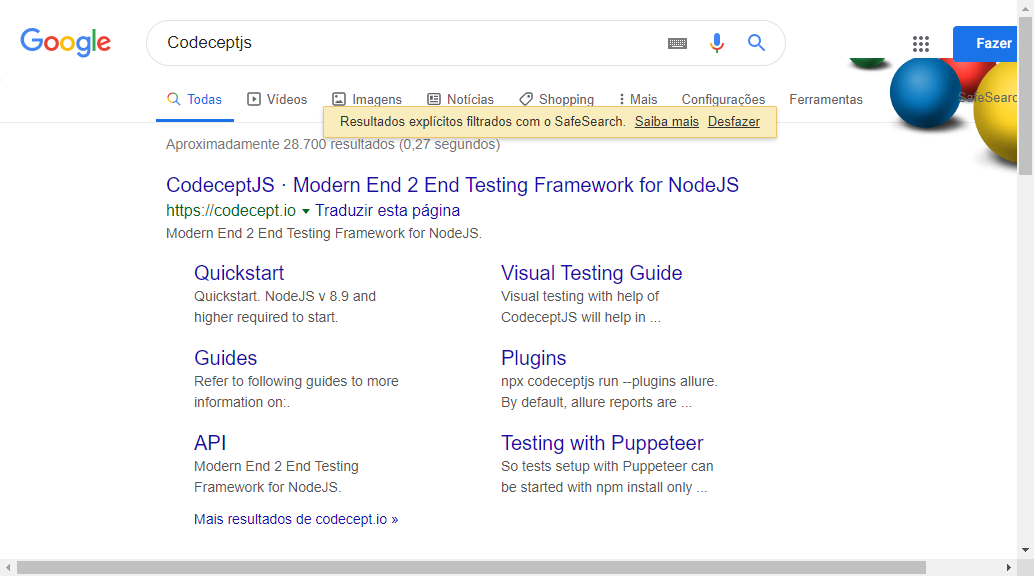 Google
Codeceptjs
Fazer
Todas
Vídeos
Imagens
Notícias
Shopping
Mais
Configurações
Ferramentas
SafeSearc
Resultados explícitos filtrados com o SafeSearch. Saiba mais Desfazer
Aproximadamente 28.700 resultados (0,27 segundos)
CodeceptJS · Modern End 2 End Testing Framework for NodeJS
https://codecept.io ▾ Traduzir esta página
Modern End 2 End Testing Framework for NodeJS.
Quickstart
Quickstart. NodeJS v 8.9 and
higher required to start.
Visual Testing Guide
Visual testing with help of
CodeceptJS will help in ...
Guides
Refer to following guides to more
information on:.
Plugins
npx codeceptjs run --plugins allure.
By default, allure reports are ...
API
Modern End 2 End Testing
Framework for NodeJS.
Testing with Puppeteer
So tests setup with Puppeteer can
be started with npm install only ...
Mais resultados de codecept.io »